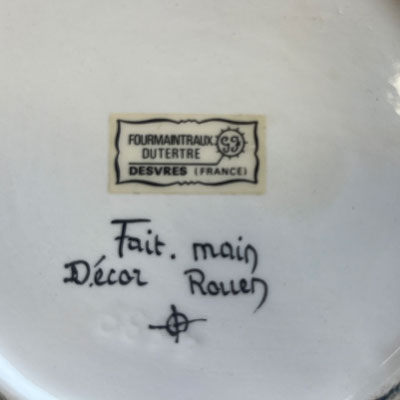 FOURMAINTRAUX
DUTERTRE
DESVRES (FRANCE)
Fait. main
Décor Rouen